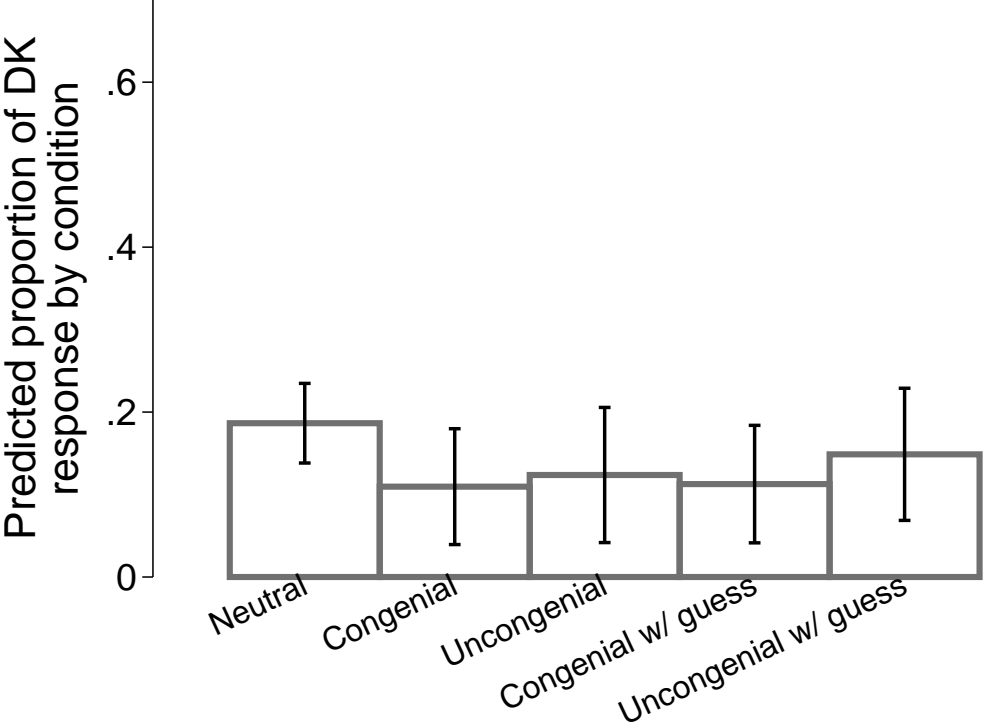 Predicted proportion of DK
response by condition
.6
.4
.2
0
Neutral
Congenial
Uncongenial
Congenial w/ guess
Uncongenial w/ guess